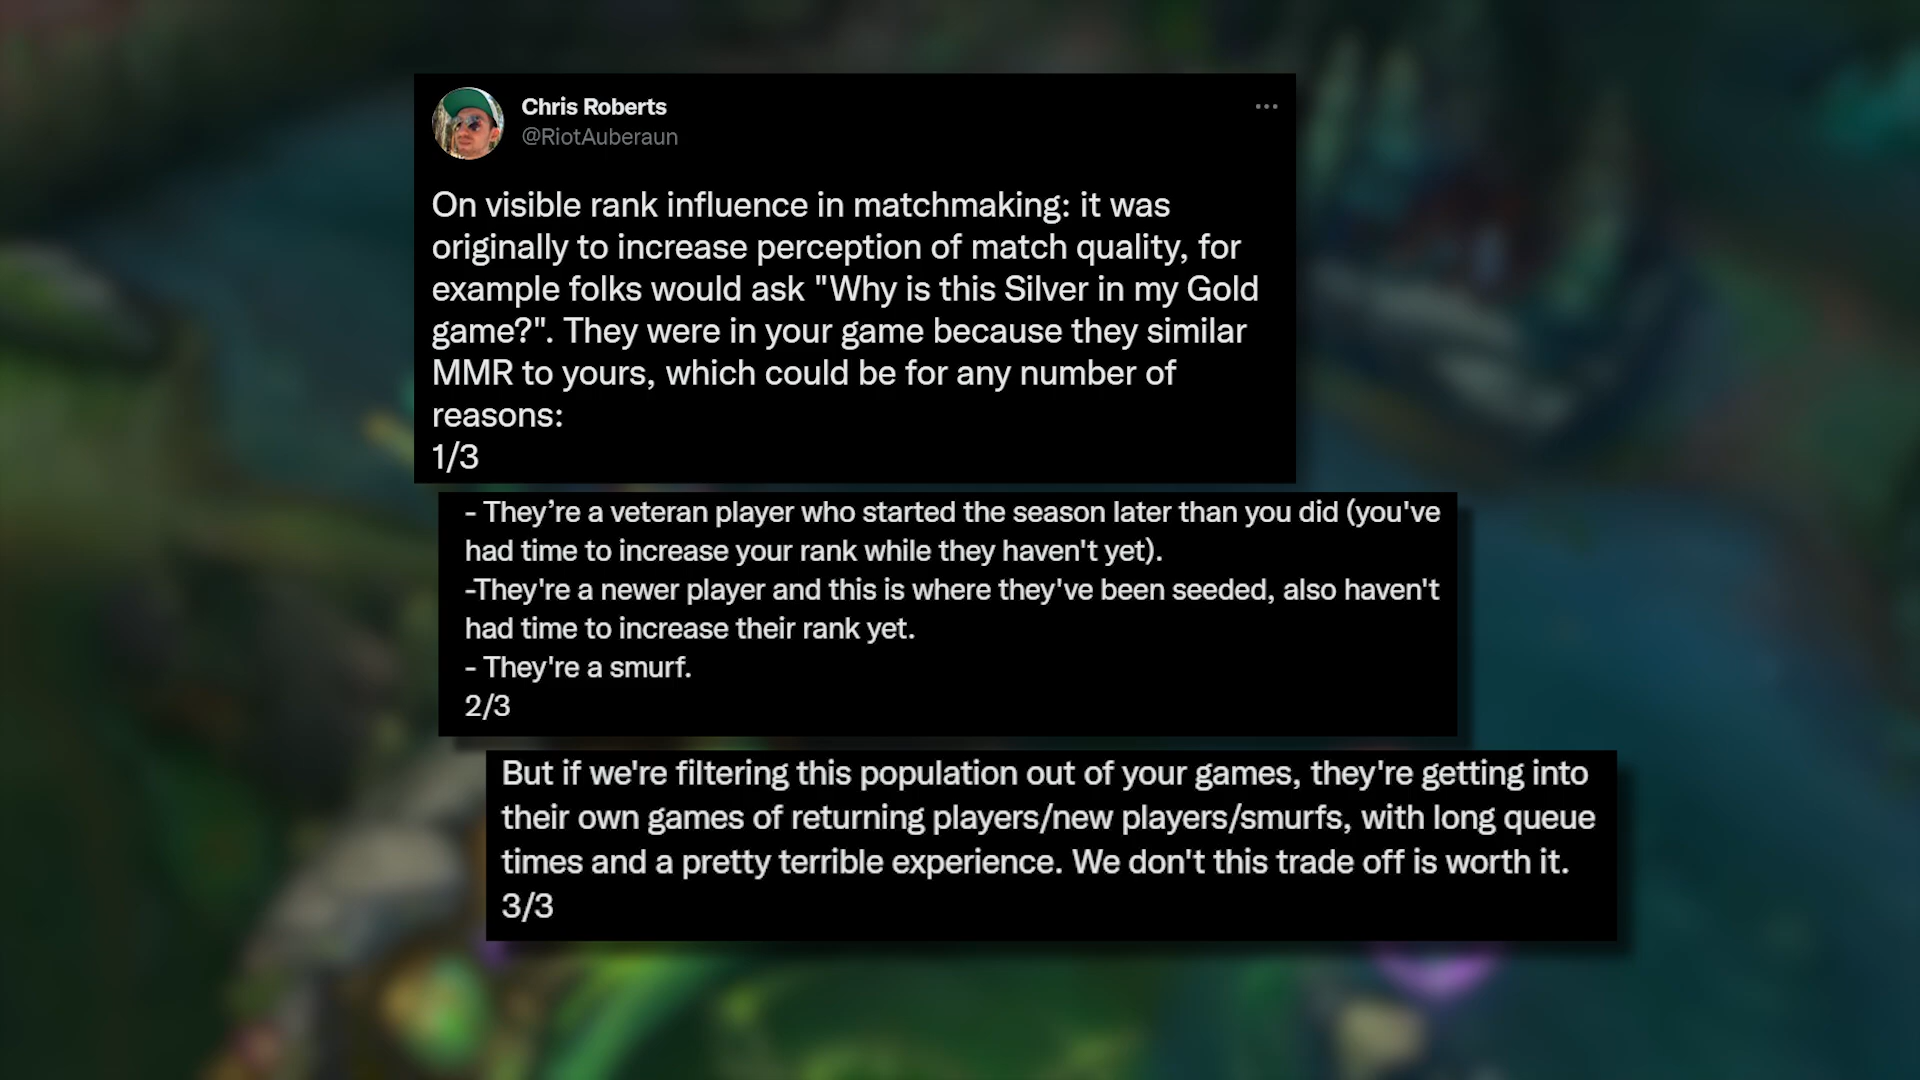 Chris Roberts
@RiotAuberaun
On visible rank influence in matchmaking: it was
originally to increase perception of match quality, for
example folks would ask "Why is this Silver in my Gold
game?". They were in your game because they similar
MMR to yours, which could be for any number of
reasons:
1/3
- They’re a veteran player who started the season later than you did (you've
had time to increase your rank while they haven't yet).
-They're a newer player and this is where they've been seeded, also haven't
had time to increase their rank yet.
- They're a smurf.
2/3
But if we're filtering this population out of your games, they're getting into
their own games of returning players/new players/smurfs, with long queue
times and a pretty terrible experience. We don't this trade off is worth it.
3/3